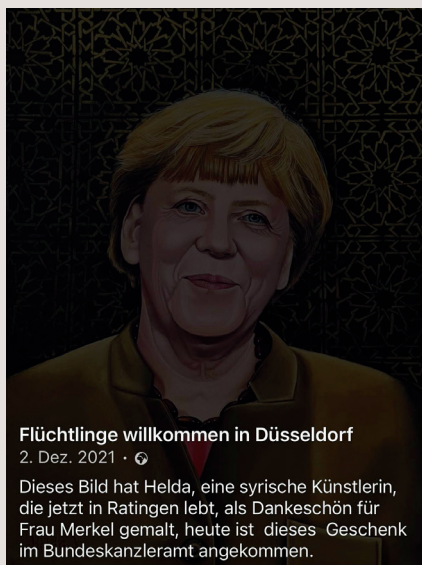 Flüchtlinge willkommen in Düsseldorf
2. Dez. 2021 ·
Dieses Bild hat Helda, eine syrische Künstlerin,
die jetzt in Ratingen lebt, als Dankeschön für
Frau Merkel gemalt, heute ist dieses Geschenk
im Bundeskanzleramt angekommen.